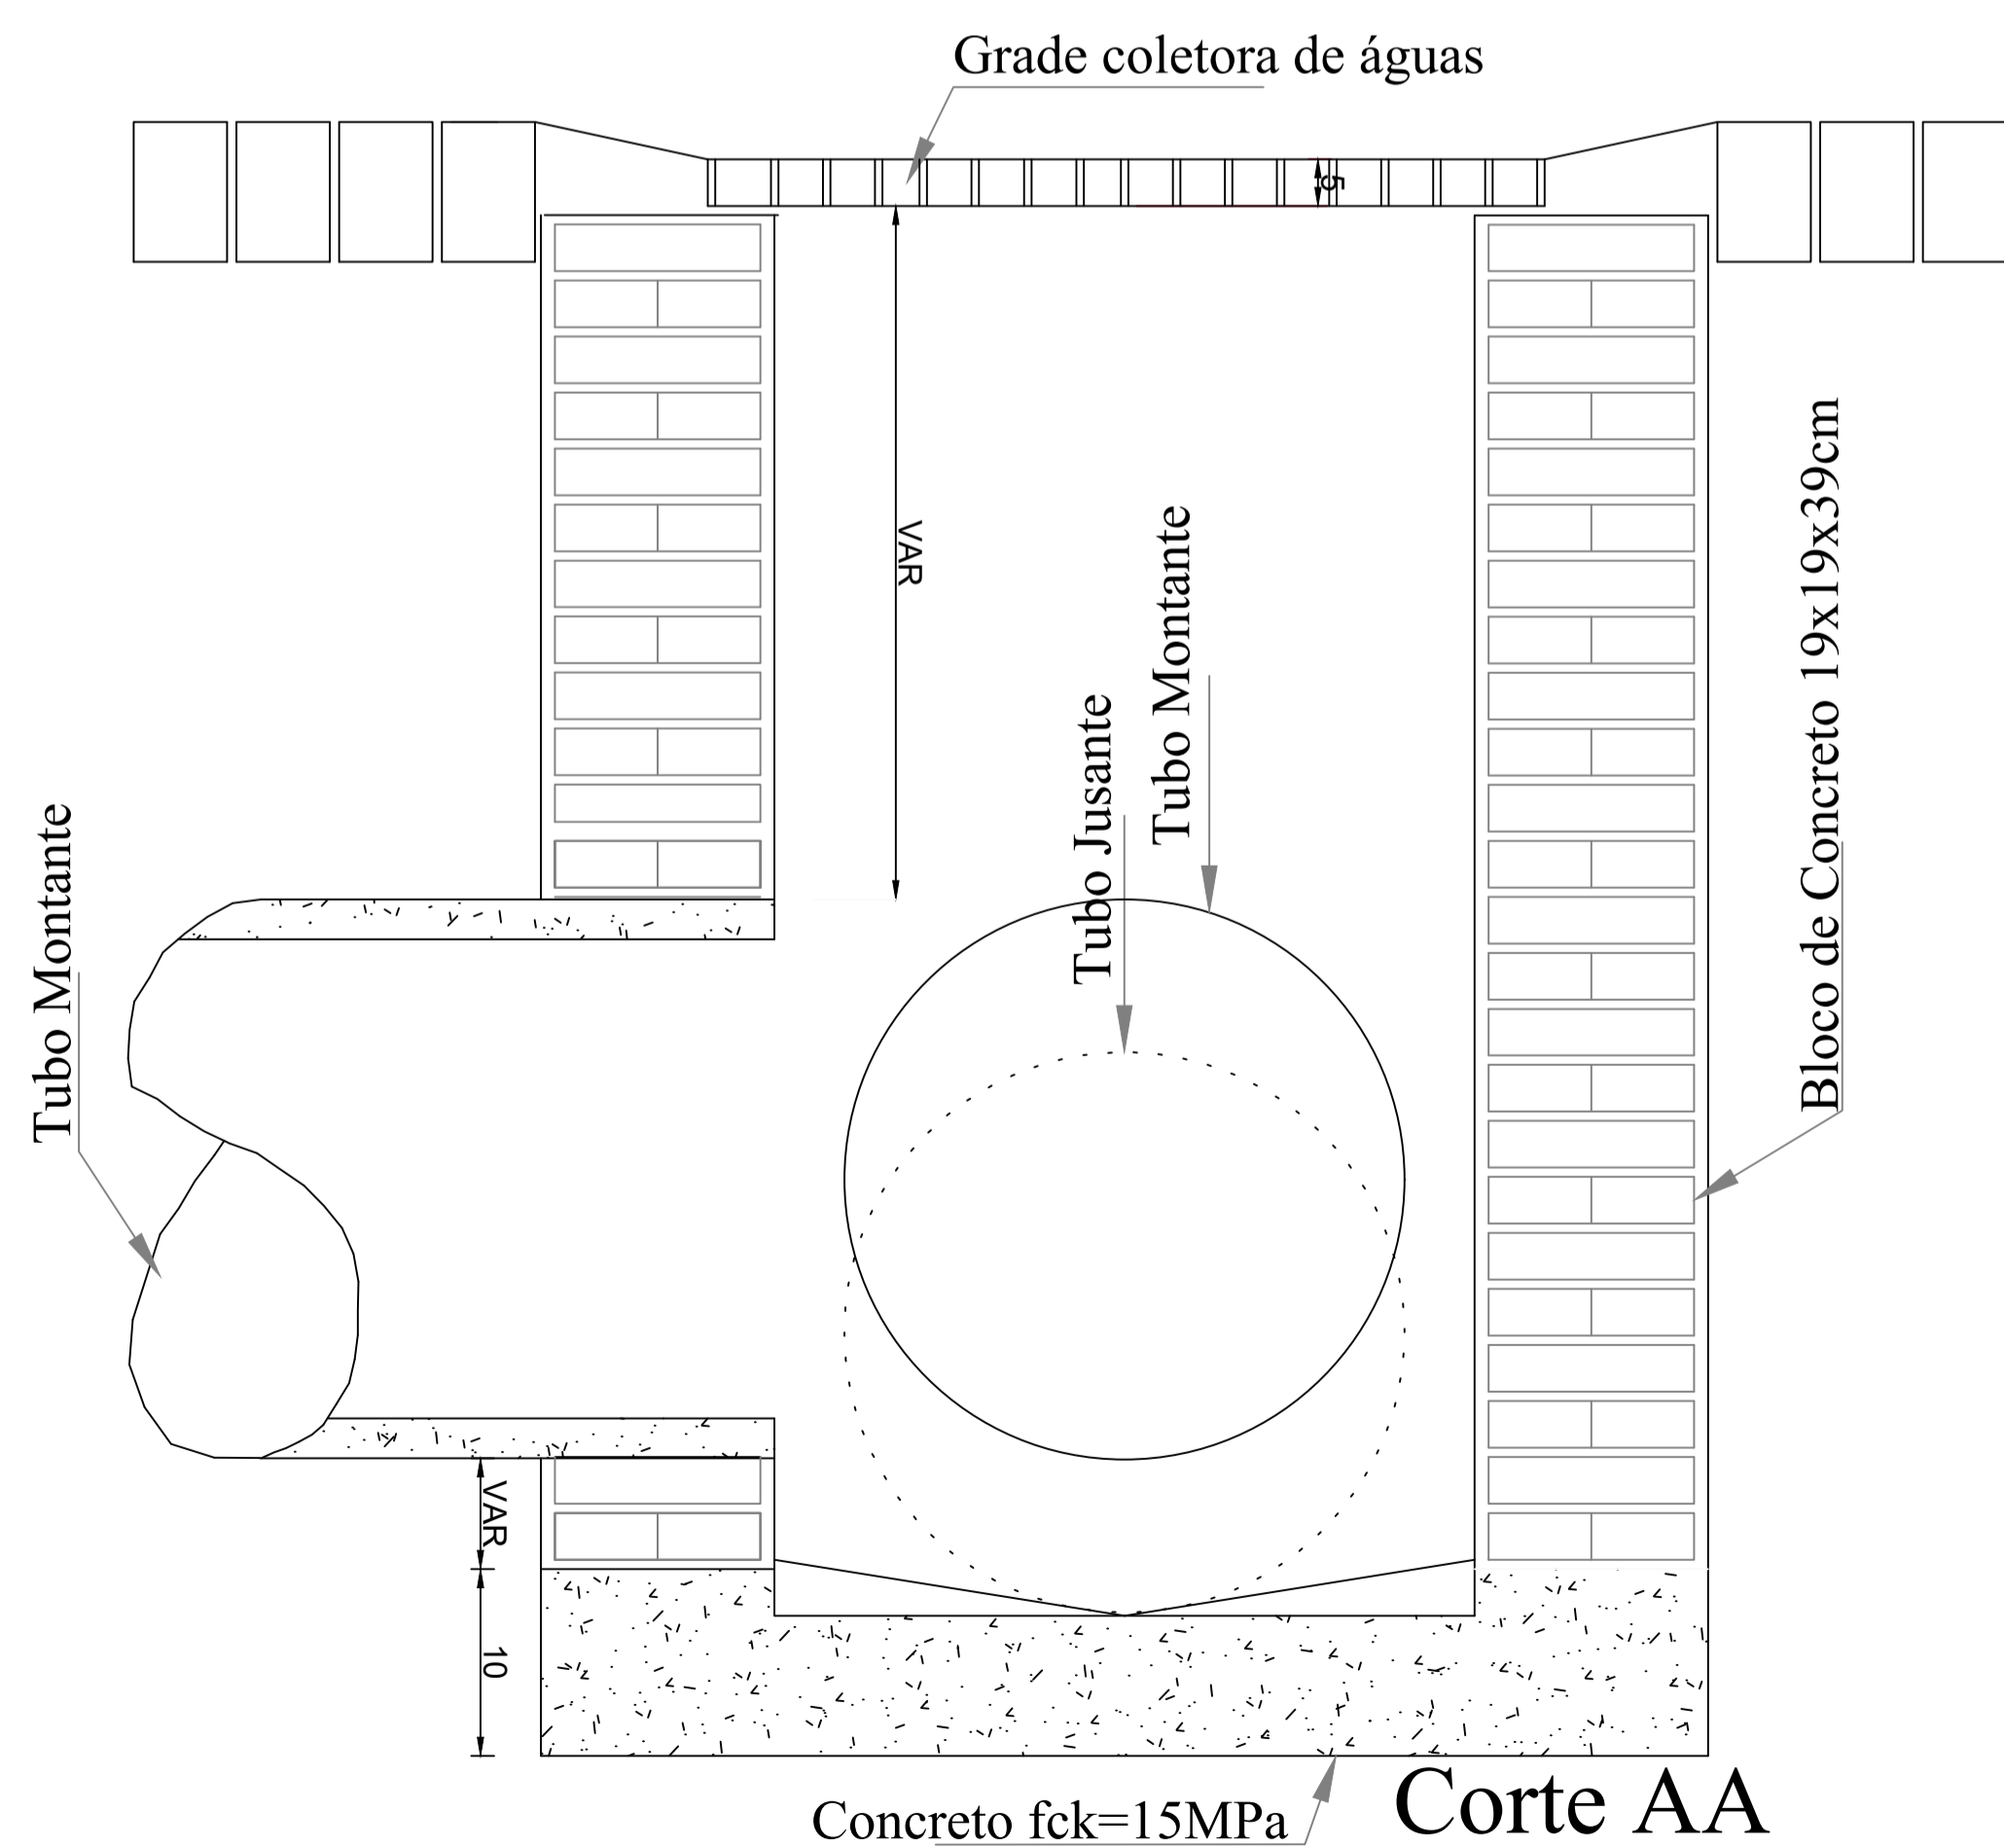 Grade coletora de águas
5
VAR
Tubo Montante
Tubo Jusante
Bloco de Concreto 19x19x39cm
Tubo Montante
VAR
10
Concreto fck=15MPa
Corte AA